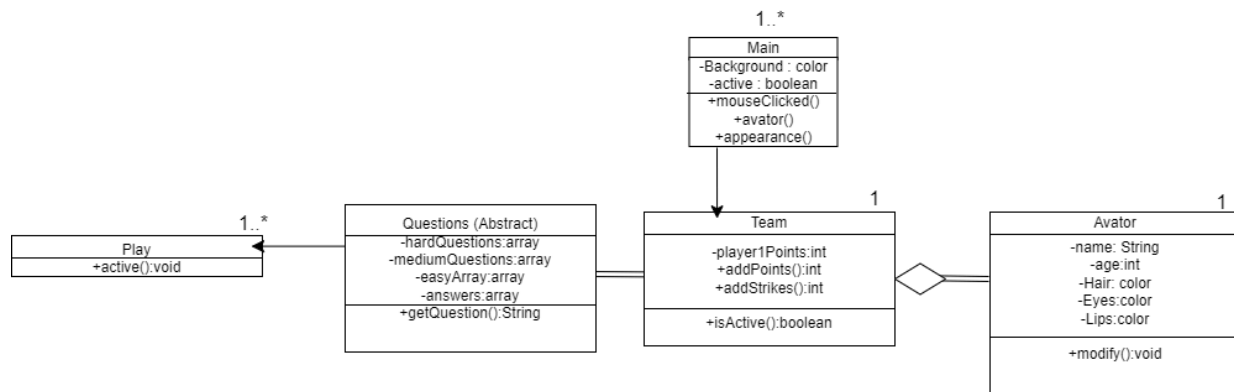 1..*
Main
-Background : color
-active : boolean
+mouseClicked()
+avator()
+appearance()
1..*
Play
+active():void
Questions (Abstract)
-hardQuestions:array
-mediumQuestions:array
-easyArray:array
-answers:array
+getQuestion():String
1
Team
-player1Points:int
+addPoints():int
+addStrikes():int
+isActive():boolean
1
Avator
-name: String
-age:int
-Hair: color
-Eyes:color
-Lips:color
+modify():void